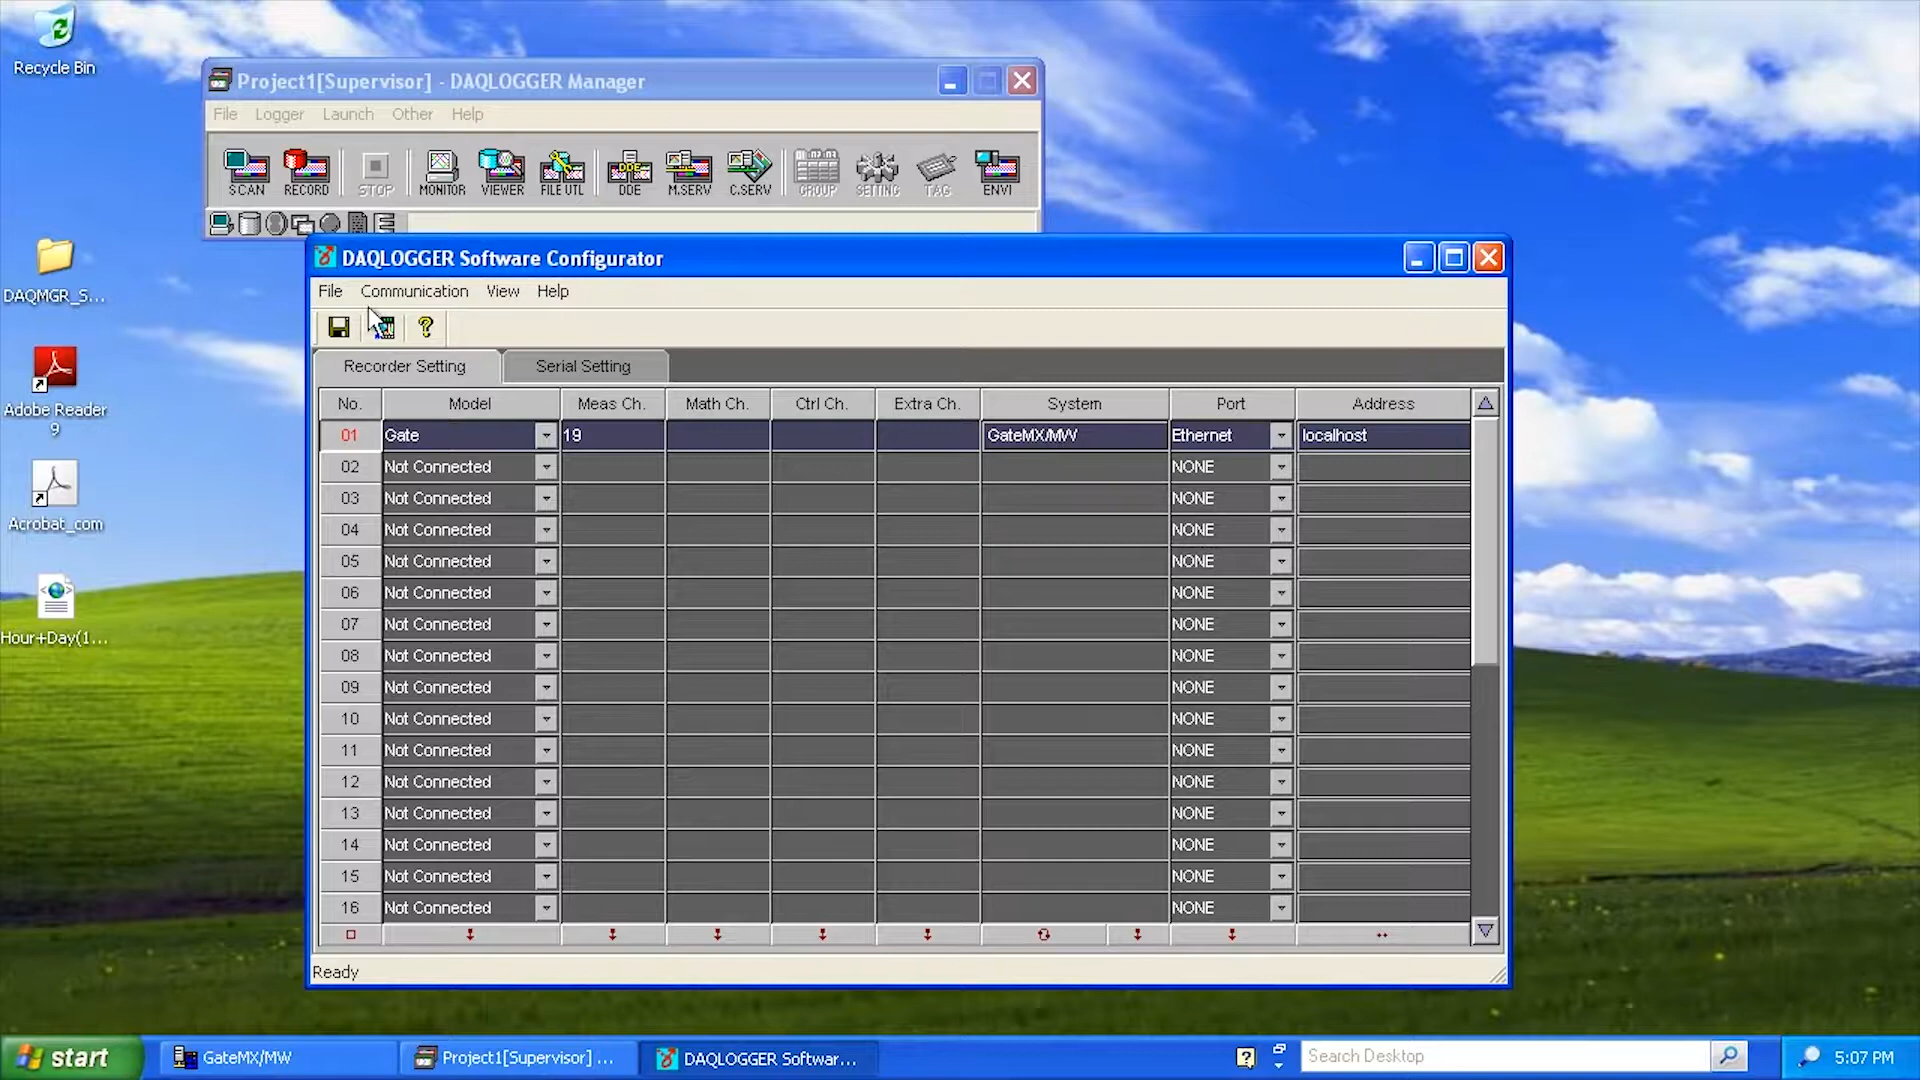 Recycle Bin
Project1[Supervisor] - DAQLOGGER Manager
File Logger Launch Other Help
SCAN RECORD STOP MONITOR VIEWER FILE UTL DDE M.SERV C.SERV GROUP SETTING TAG ENVI
DAQMGR_S...
Adobe Reader
9
Acrobat_com
Hour+Day(1...
DAQLOGGER Software Configurator
File Communication View Help
Recorder Setting Serial Setting
No. Model Meas Ch. Math Ch. Ctrl Ch. Extra Ch. System Port Address
01 Gate 19 GateMX/MW Ethernet localhost
02 Not Connected NONE
03 Not Connected NONE
04 Not Connected NONE
05 Not Connected NONE
06 Not Connected NONE
07 Not Connected NONE
08 Not Connected NONE
09 Not Connected NONE
10 Not Connected NONE
11 Not Connected NONE
12 Not Connected NONE
13 Not Connected NONE
14 Not Connected NONE
15 Not Connected NONE
16 Not Connected NONE
Ready
start GateMX/MW Project1[Supervisor] ... DAQLOGGER Softwar... Search Desktop 5:07 PM